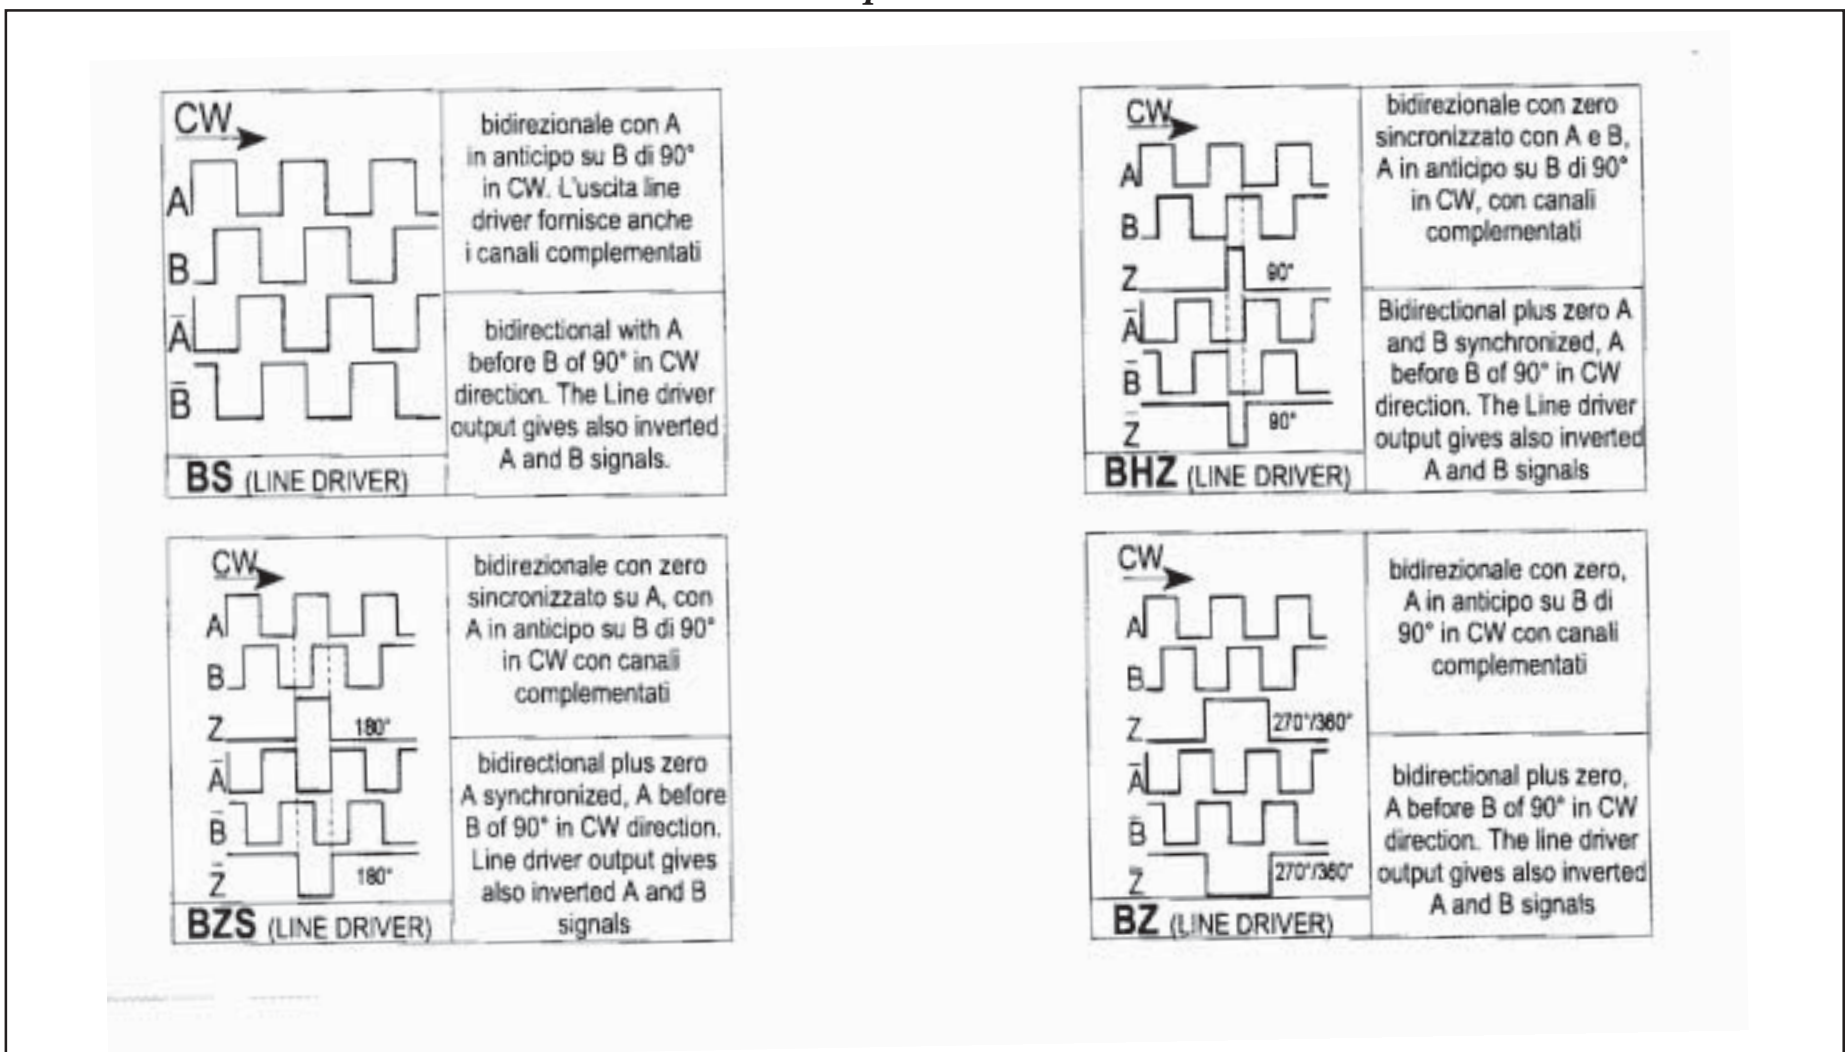 CW
A
B
A̅
B̅
BS (LINE DRIVER)
bidirezionale con A
in anticipo su B di 90°
in CW. L'uscita line
driver fornisce anche
i canali complementati
bidirectional with A
before B of 90° in CW
direction. The Line driver
output gives also inverted
A and B signals.
CW
A
B
Z
90°
A̅
B̅
Z̅
90°
BHZ (LINE DRIVER)
bidirezionale con zero
sincronizzato con A e B,
A in anticipo su B di 90°
in CW, con canali
complementati
Bidirectional plus zero A
and B synchronized, A
before B of 90° in CW
direction. The Line driver
output gives also inverted
A and B signals
CW
A
B
Z
180°
A̅
B̅
Z̅
180°
BZS (LINE DRIVER)
bidirezionale con zero
sincronizzato su A, con
A in anticipo su B di 90°
in CW con canali
complementati
bidirectional plus zero
A synchronized, A before
B of 90° in CW direction.
Line driver output gives
also inverted A and B
signals
CW
A
B
Z
270°/360°
A̅
B̅
Z̅
270°/360°
BZ (LINE DRIVER)
bidirezionale con zero,
A in anticipo su B di
90° in CW con canali
complementati
bidirectional plus zero,
A before B of 90° in CW
direction. The line driver
output gives also inverted
A and B signals